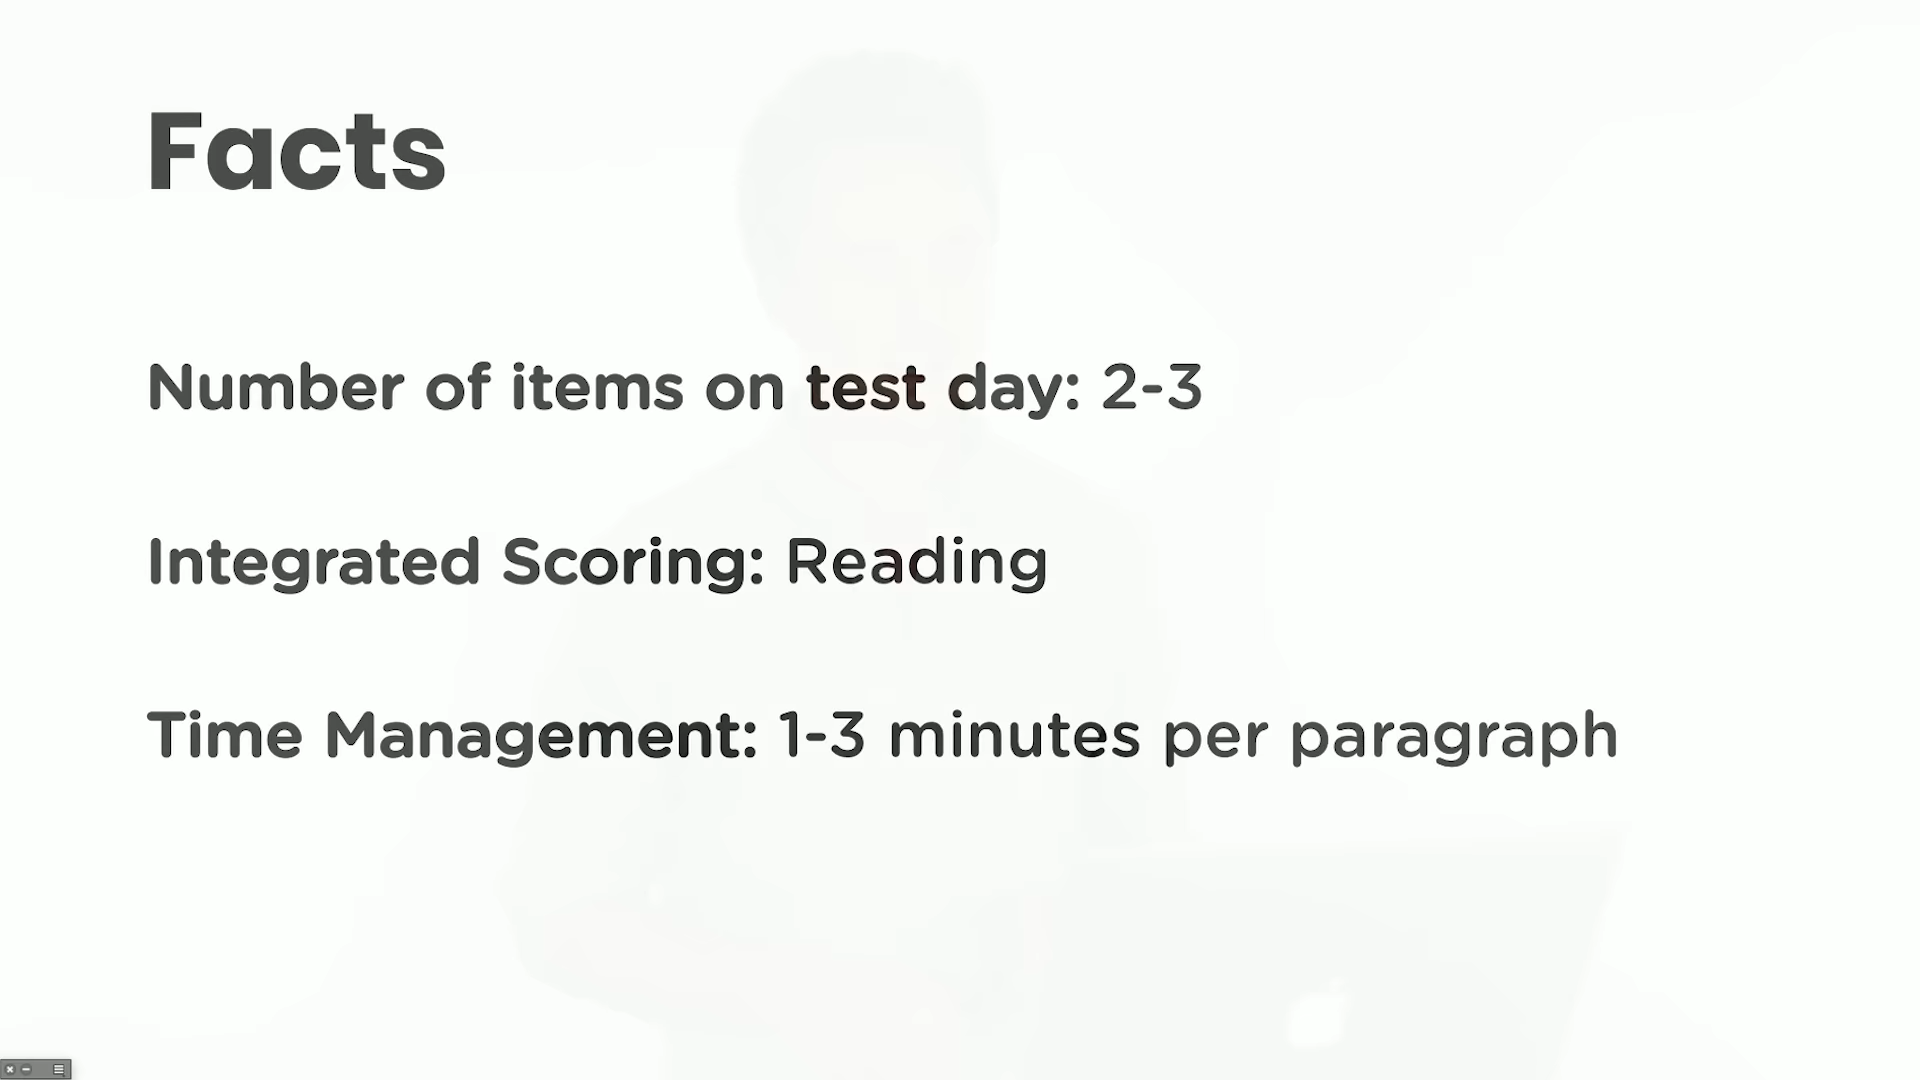 Facts
Number of items on test day: 2-3
Integrated Scoring: Reading
Time Management: 1-3 minutes per paragraph